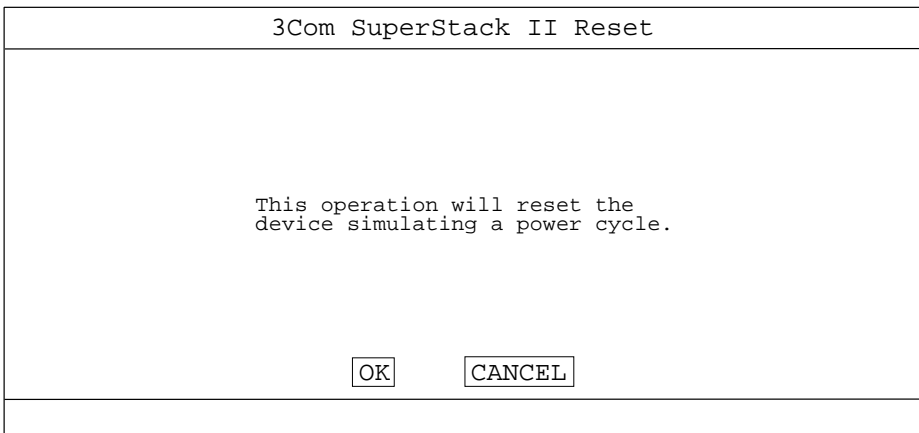 3Com SuperStack II Reset
This operation will reset the
device simulating a power cycle.
OK CANCEL